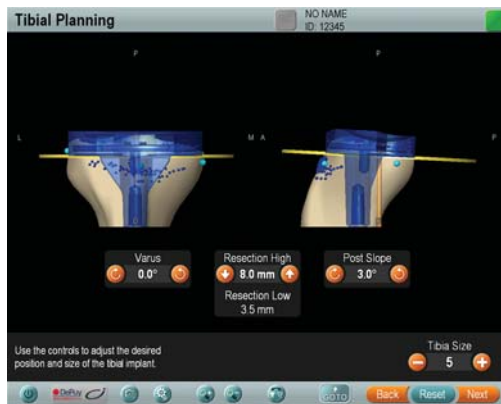 Tibial Planning
NO NAME
ID: 12345
P
P
L
M
A
P
Varus
0.0°
Resection High
8.0 mm
Resection Low
3.5 mm
Post Slope
3.0°
Use the controls to adjust the desired
position and size of the tibial implant.
Tibia Size
5
DePuy
GOTO
Back
Reset
Next